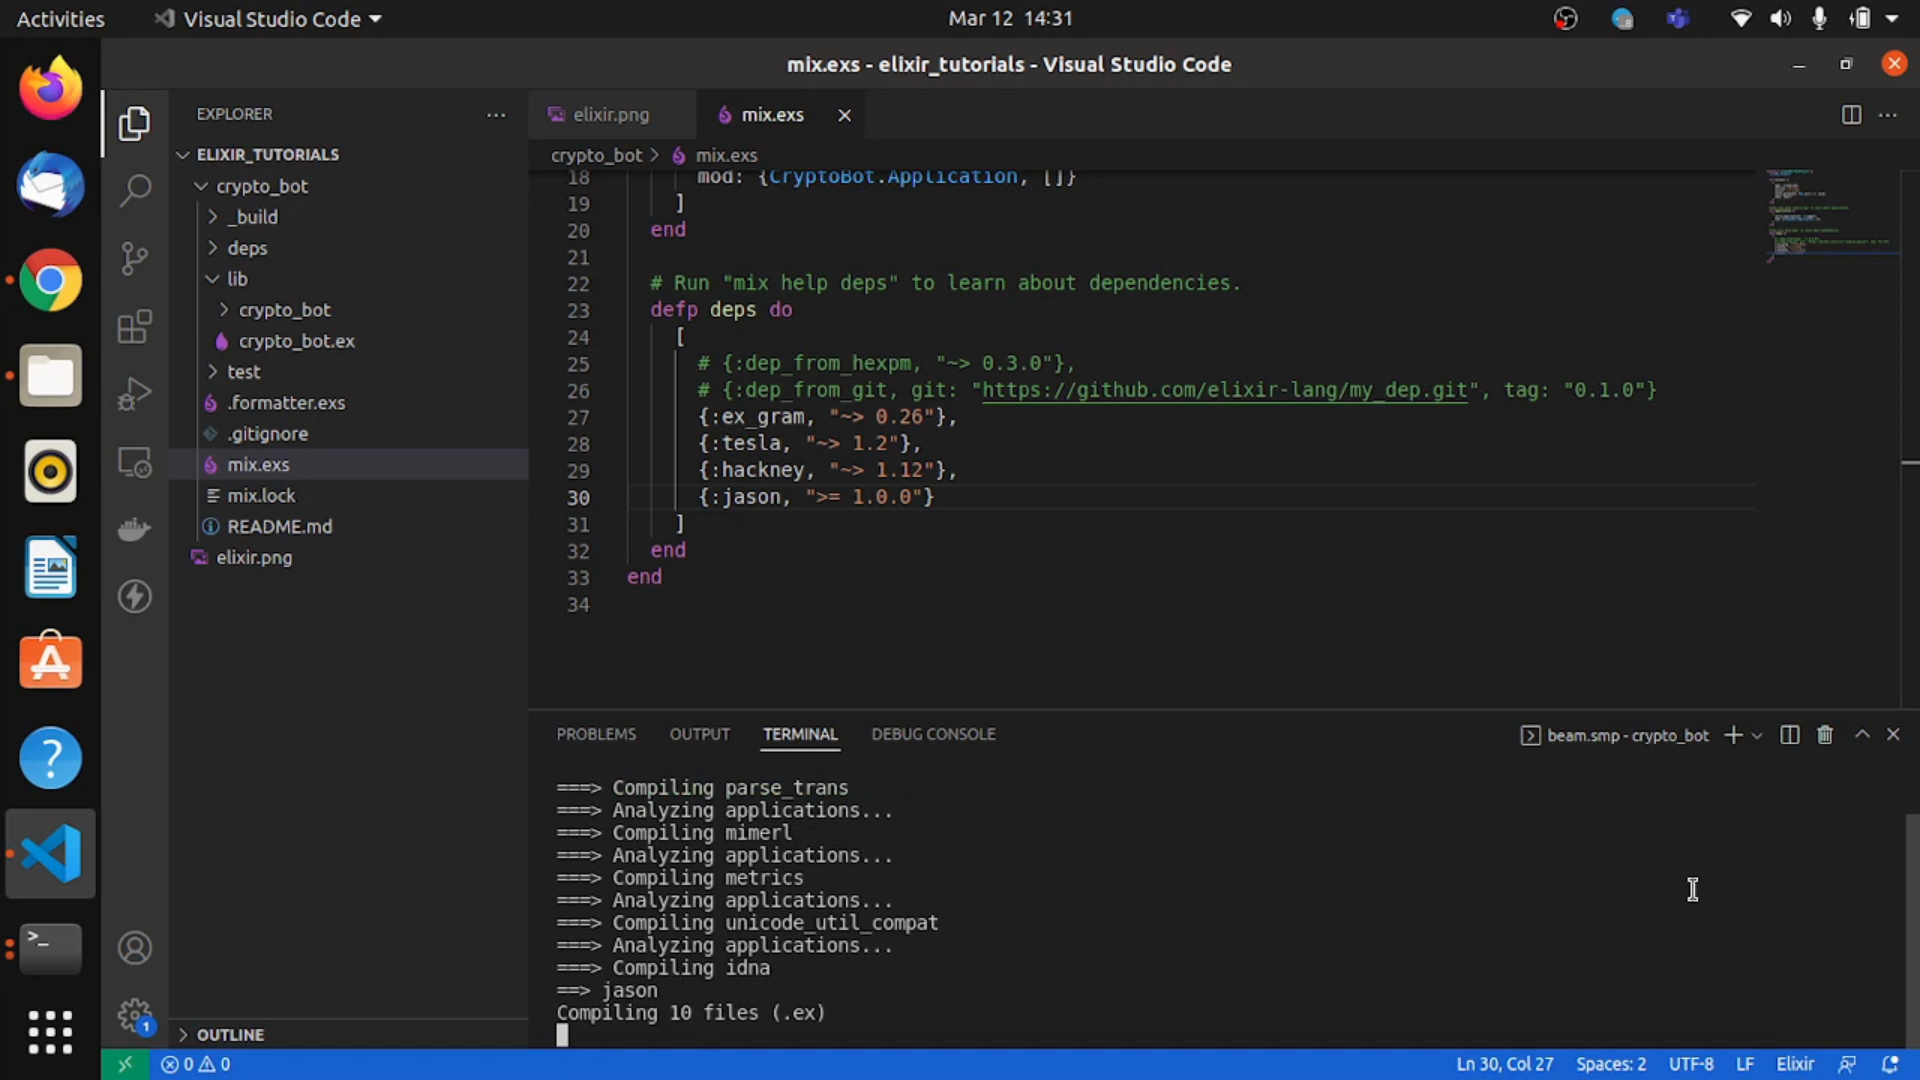 Activities
Visual Studio Code
Mar 12 14:31
mix.exs - elixir_tutorials - Visual Studio Code
EXPLORER
ELIXIR_TUTORIALS
crypto_bot
_build
deps
lib
crypto_bot
crypto_bot.ex
test
.formatter.exs
.gitignore
mix.exs
mix.lock
README.md
elixir.png
OUTLINE
elixir.png
mix.exs
crypto_bot > mix.exs
18 mod: {CryptoBot.Application, []}
19 ]
20 end
21
22 # Run "mix help deps" to learn about dependencies.
23 defp deps do
24 [
25 # {:dep_from_hexpm, "~> 0.3.0"},
26 # {:dep_from_git, git: "https://github.com/elixir-lang/my_dep.git", tag: "0.1.0"}
27 {:ex_gram, "~> 0.26"},
28 {:tesla, "~> 1.2"},
29 {:hackney, "~> 1.12"},
30 {:jason, ">= 1.0.0"}
31 ]
32 end
33 end
34
PROBLEMS OUTPUT TERMINAL DEBUG CONSOLE
beam.smp - crypto_bot
===> Compiling parse_trans
===> Analyzing applications...
===> Compiling mimerl
===> Analyzing applications...
===> Compiling metrics
===> Analyzing applications...
===> Compiling unicode_util_compat
===> Analyzing applications...
===> Compiling idna
==> jason
Compiling 10 files (.ex)
1
0 0
Ln 30, Col 27 Spaces: 2 UTF-8 LF Elixir